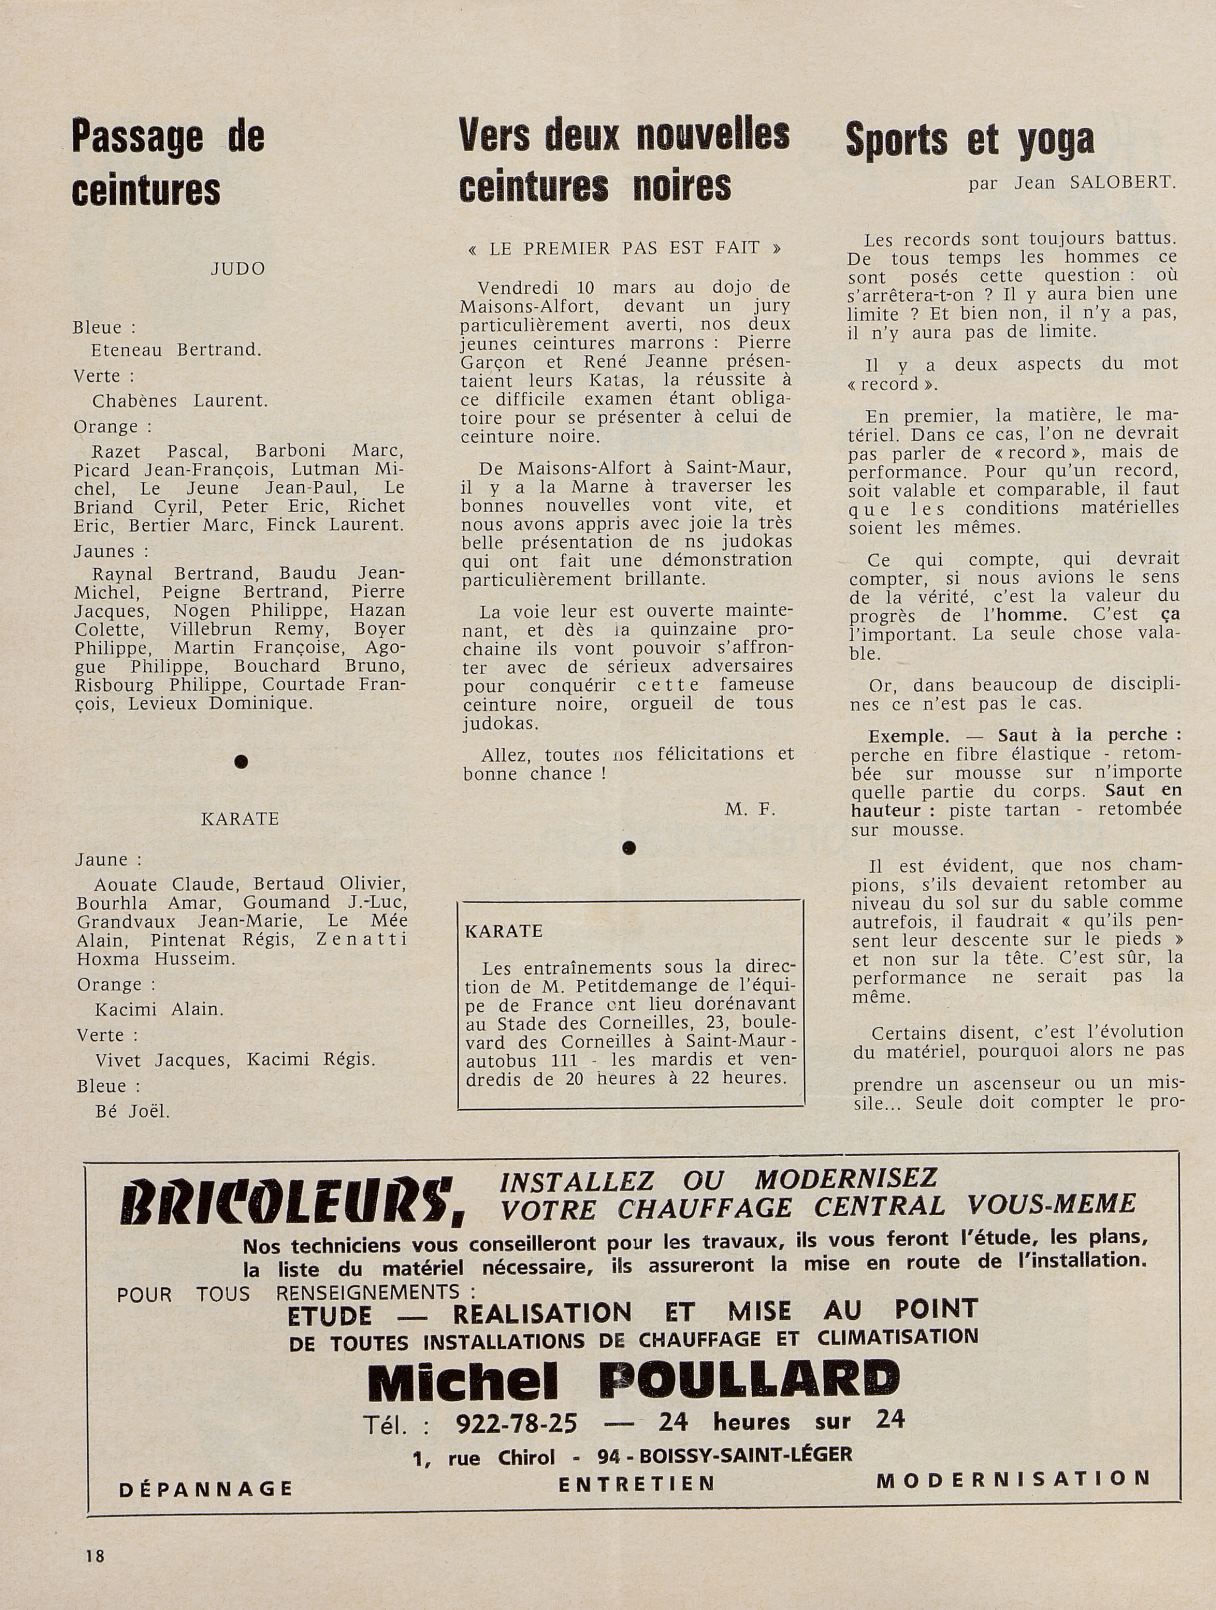 Passage de
ceintures
JUDO
Bleue :
Eteneau Bertrand.
Verte :
Chabènes Laurent.
Orange :
Razet Pascal, Barboni Marc,
Picard Jean-François, Lutman Mi-
chel, Le Jeune Jean-Paul, Le
Briand Cyril, Peter Eric, Richet
Eric, Bertier Marc, Finck Laurent.
Jaunes :
Raynal Bertrand, Baudu Jean-
Michel, Peigne Bertrand, Pierre
Jacques, Nogen Philippe, Hazan
Colette, Villebrun Remy, Boyer
Philippe, Martin Françoise, Ago-
gue Philippe, Bouchard Bruno,
Risbourg Philippe, Courtade Fran-
çois, Levieux Dominique.
●
KARATE
Jaune :
Aouate Claude, Bertaud Olivier,
Bourhla Amar, Goumand J.-Luc,
Grandvaux Jean-Marie, Le Mée
Alain, Pintenat Régis, Zenatti
Hoxma Husseim.
Orange :
Kacimi Alain.
Verte :
Vivet Jacques, Kacimi Régis.
Bleue :
Bé Joël.
Vers deux nouvelles
ceintures noires
« LE PREMIER PAS EST FAIT »
Vendredi 10 mars au dojo de
Maisons-Alfort, devant un jury
particulièrement averti, nos deux
jeunes ceintures marrons : Pierre
Garçon et René Jeanne présen-
taient leurs Katas, la réussite à
ce difficile examen étant obliga-
toire pour se présenter à celui de
ceinture noire.
De Maisons-Alfort à Saint-Maur,
il y a la Marne à traverser les
bonnes nouvelles vont vite, et
nous avons appris avec joie la très
belle présentation de ns judokas
qui ont fait une démonstration
particulièrement brillante.
La voie leur est ouverte mainte-
nant, et dès la quinzaine pro-
chaine ils vont pouvoir s'affron-
ter avec de sérieux adversaires
pour conquérir cette fameuse
ceinture noire, orgueil de tous
judokas.
Allez, toutes nos félicitations et
bonne chance !
M. F.
●
KARATE
Les entraînements sous la direc-
tion de M. Petitdemange de l'équi-
pe de France ont lieu dorénavant
au Stade des Corneilles, 23, boule-
vard des Corneilles à Saint-Maur -
autobus 111 - les mardis et ven-
dredis de 20 heures à 22 heures.
Sports et yoga
par Jean SALOBERT.
Les records sont toujours battus.
De tous temps les hommes ce
sont posés cette question : où
s'arrêtera-t-on ? Il y aura bien une
limite ? Et bien non, il n'y a pas,
il n'y aura pas de limite.
Il y a deux aspects du mot
« record ».
En premier, la matière, le ma-
tériel. Dans ce cas, l'on ne devrait
pas parler de « record », mais de
performance. Pour qu'un record,
soit valable et comparable, il faut
que les conditions matérielles
soient les mêmes.
Ce qui compte, qui devrait
compter, si nous avions le sens
de la vérité, c'est la valeur du
progrès de l'homme. C'est ça
l'important. La seule chose vala-
ble.
Or, dans beaucoup de discipli-
nes ce n'est pas le cas.
Exemple. — Saut à la perche :
perche en fibre élastique - retom-
bée sur mousse sur n'importe
quelle partie du corps. Saut en
hauteur : piste tartan - retombée
sur mousse.
Il est évident, que nos cham-
pions, s'ils devaient retomber au
niveau du sol sur du sable comme
autrefois, il faudrait « qu'ils pen-
sent leur descente sur le pieds »
et non sur la tête. C'est sûr, la
performance ne serait pas la
même.
Certains disent, c'est l'évolution
du matériel, pourquoi alors ne pas
prendre un ascenseur ou un mis-
sile... Seule doit compter le pro-
BRICOLEURS, INSTALLEZ OU MODERNISEZ
VOTRE CHAUFFAGE CENTRAL VOUS-MEME
Nos techniciens vous conseilleront pour les travaux, ils vous feront l'étude, les plans,
la liste du matériel nécessaire, ils assureront la mise en route de l'installation.
POUR TOUS RENSEIGNEMENTS :
ETUDE — REALISATION ET MISE AU POINT
DE TOUTES INSTALLATIONS DE CHAUFFAGE ET CLIMATISATION
Michel POULLARD
Tél. : 922-78-25 — 24 heures sur 24
1, rue Chirol - 94 - BOISSY-SAINT-LÉGER
DÉPANNAGE ENTRETIEN MODERNISATION
18